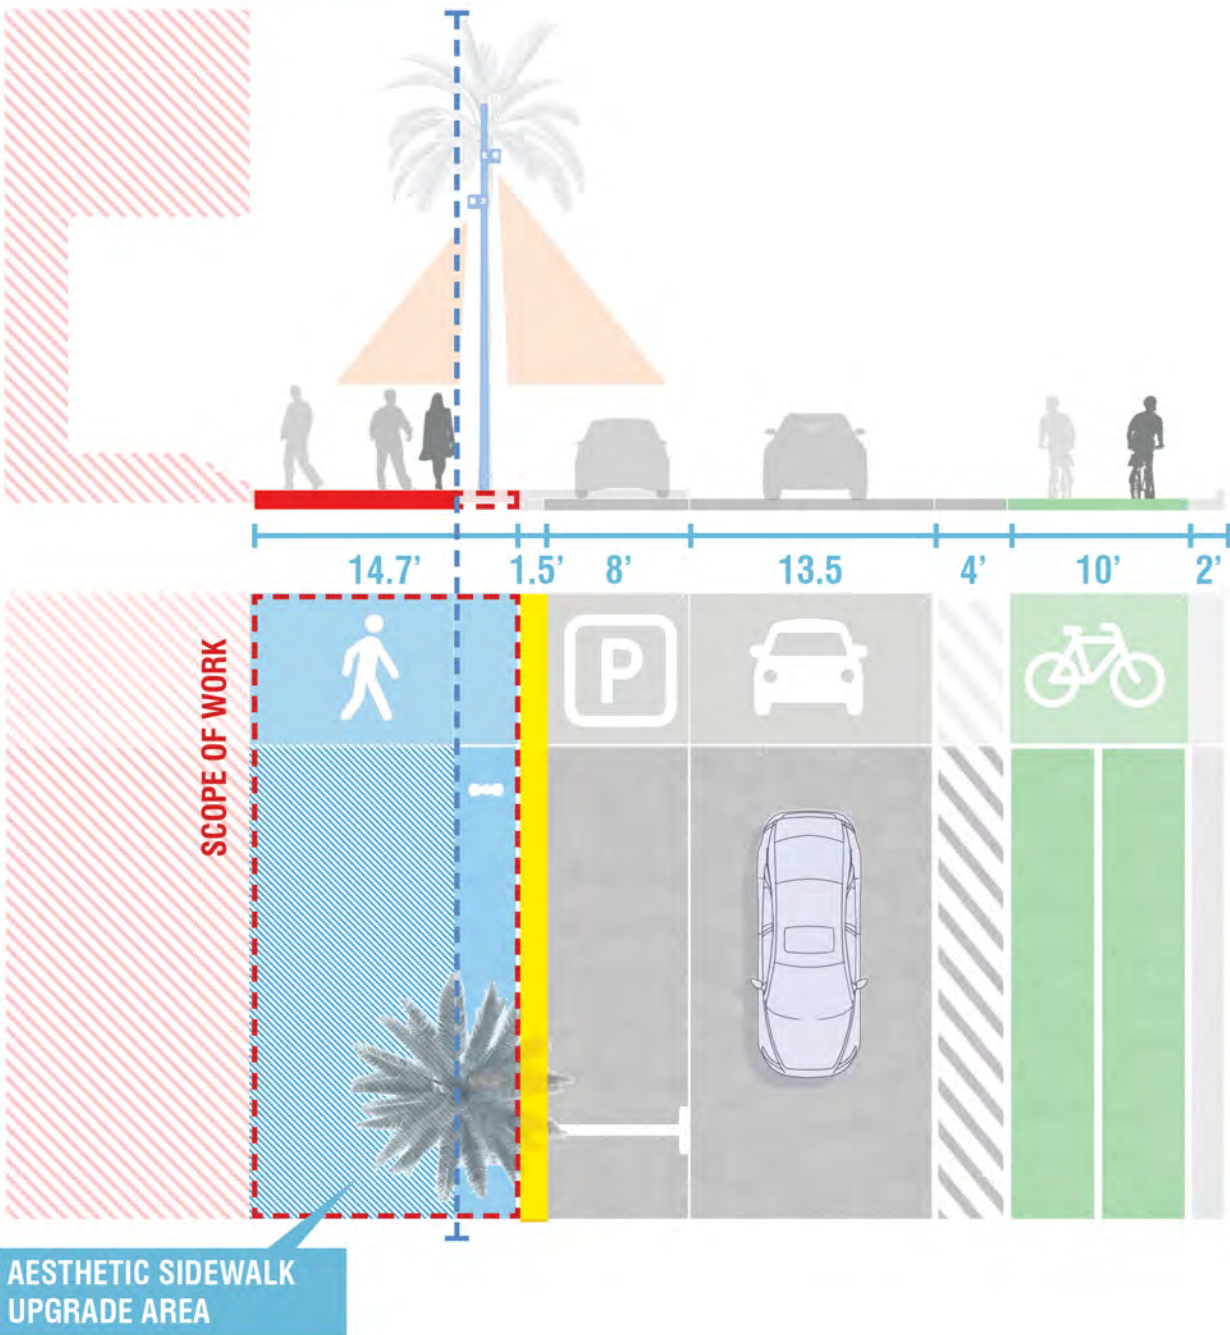 14.7’ 1.5’ 8’ 13.5 4’ 10’ 2’
P
SCOPE OF WORK
AESTHETIC SIDEWALK
UPGRADE AREA